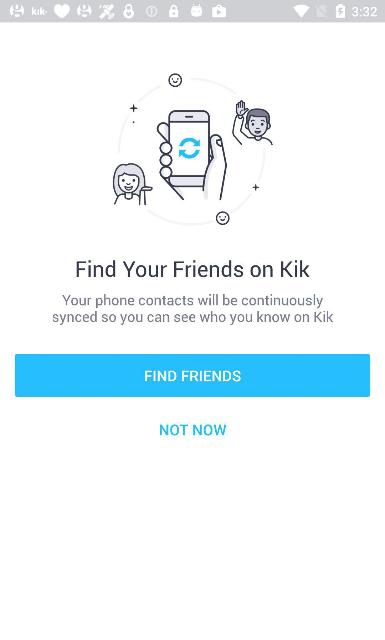 kik. 3:32
Find Your Friends on Kik
Your phone contacts will be continuously
synced so you can see who you know on Kik
FIND FRIENDS
NOT NOW